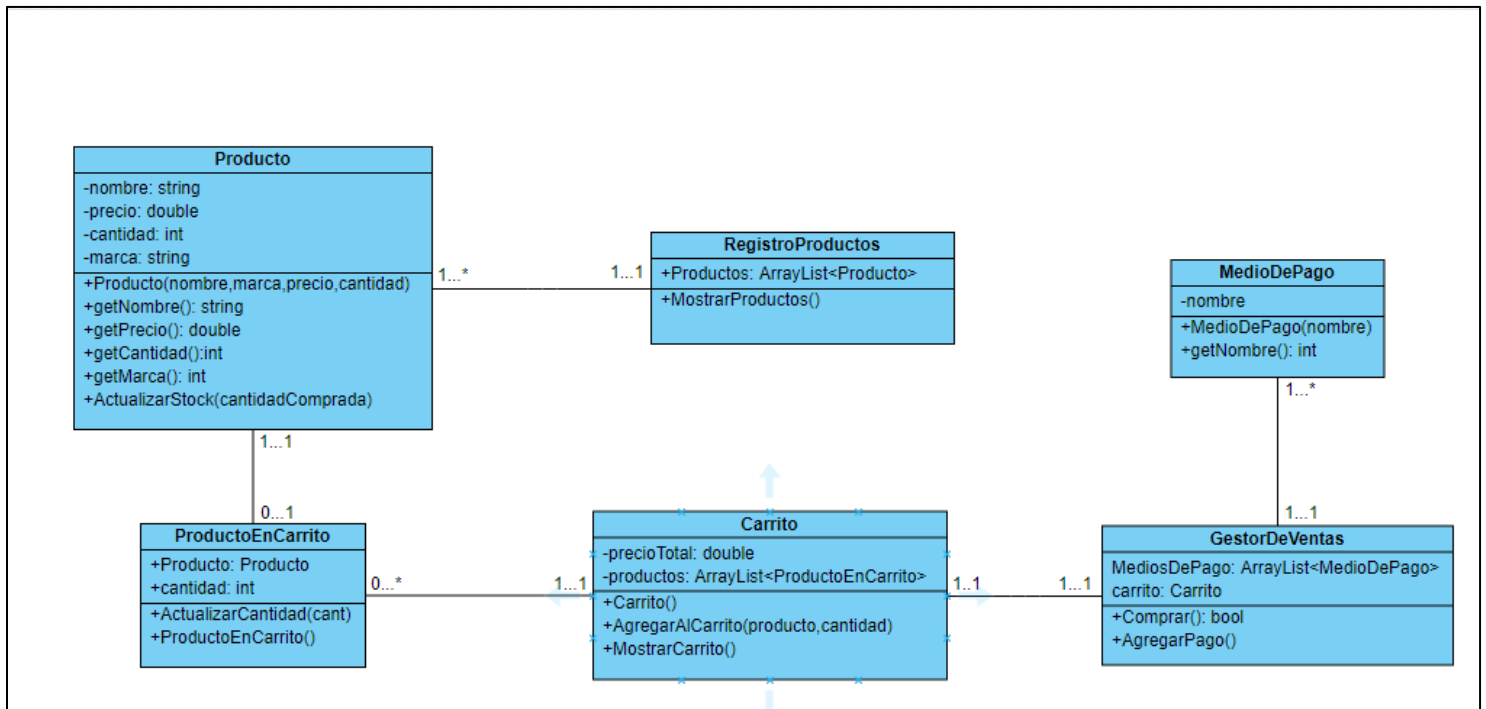 Producto
-nombre: string
-precio: double
-cantidad: int
-marca: string
+Producto(nombre,marca,precio,cantidad)
+getNombre(): string
+getPrecio(): double
+getCantidad():int
+getMarca(): int
+ActualizarStock(cantidadComprada)
1...*
1...1
RegistroProductos
+Productos: ArrayList<Producto>
+MostrarProductos()
MedioDePago
-nombre
+MedioDePago(nombre)
+getNombre(): int
1...*
1...1
1...1
0...1
ProductoEnCarrito
+Producto: Producto
+cantidad: int
+ActualizarCantidad(cant)
+ProductoEnCarrito()
0...*
1...1
Carrito
-precioTotal: double
-productos: ArrayList<ProductoEnCarrito>
+Carrito()
+AgregarAlCarrito(producto,cantidad)
+MostrarCarrito()
1..1
1...1
GestorDeVentas
MediosDePago: ArrayList<MedioDePago>
carrito: Carrito
+Comprar(): bool
+AgregarPago()